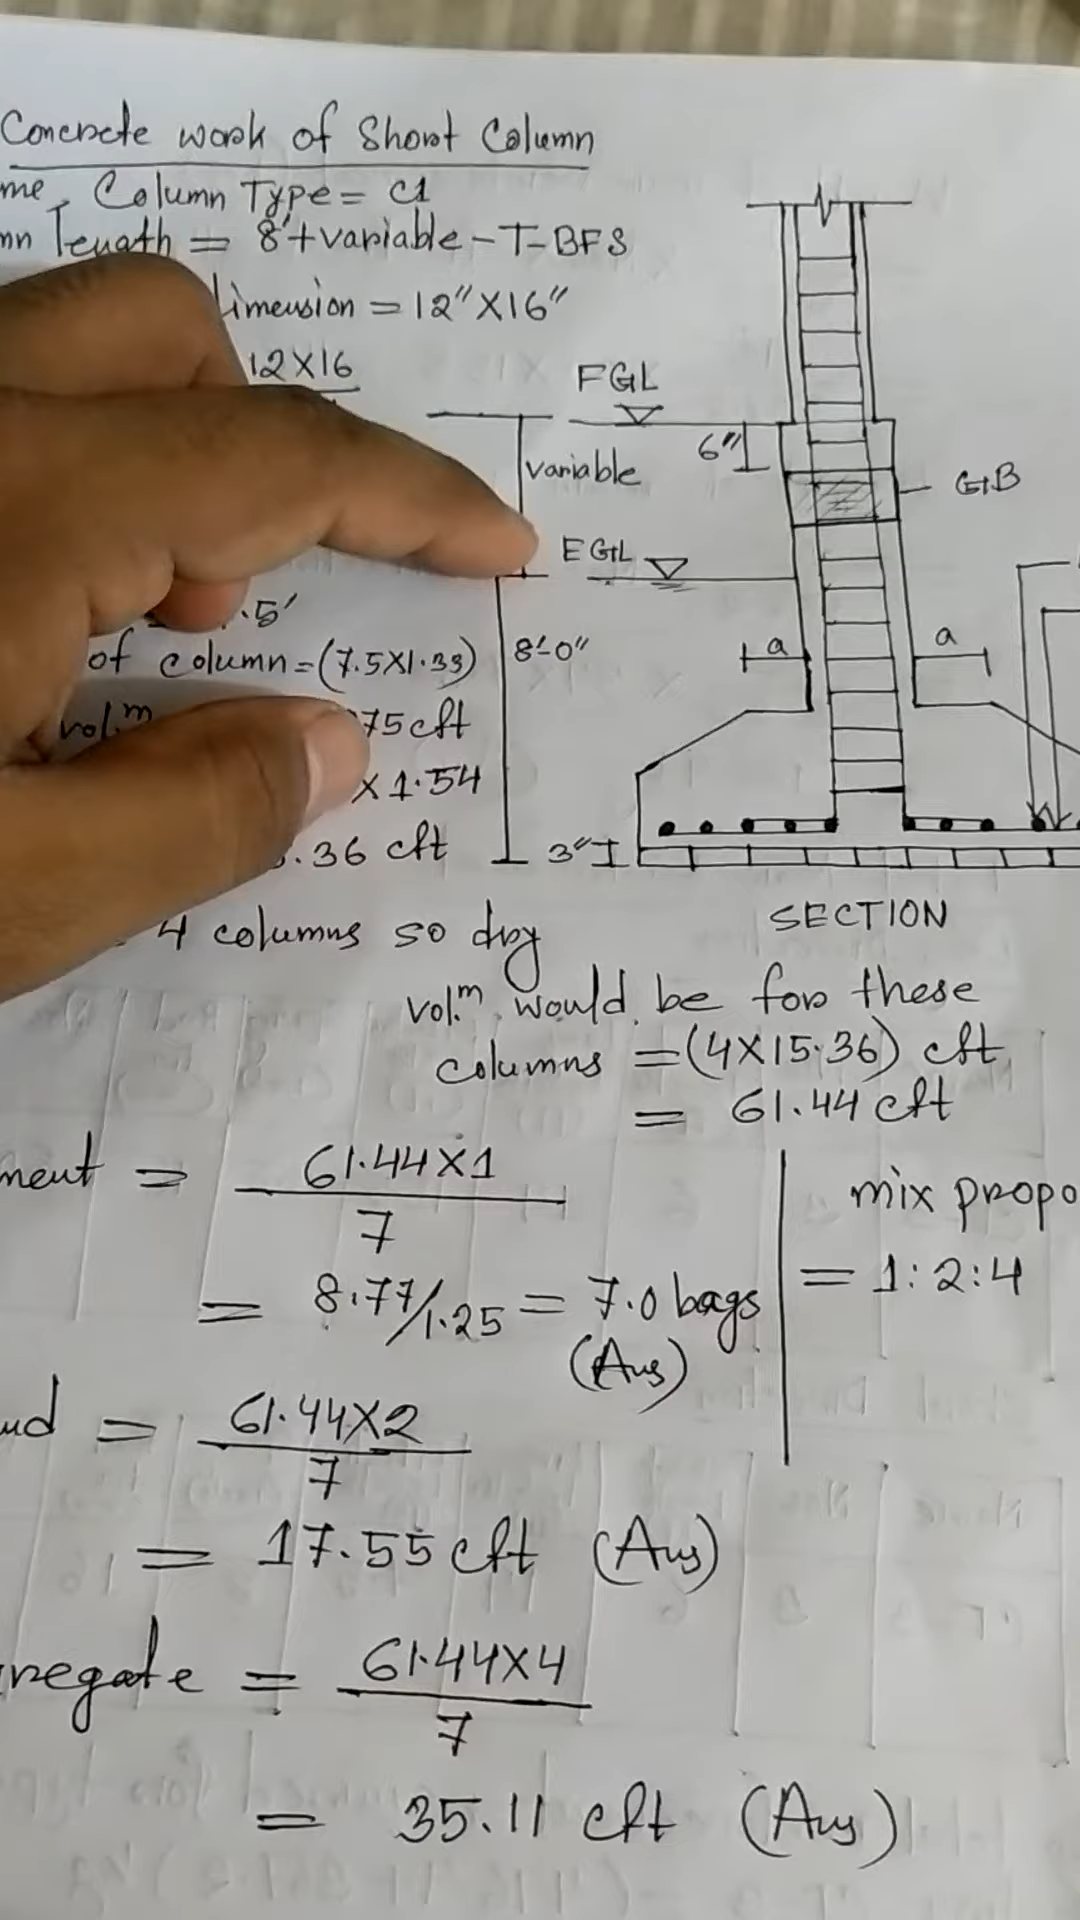 Concrete work of Short Column
me, Column Type = C1
mn length = 8'+variable-T-BFS
dimension = 12"X16"
12X16
FGL
variable
6"
GB
EGL
.5'
8'-0"
a
a
of column=(7.5X1.33)
vol.m
75 cft
X 1.54
.36 cft
3"
SECTION
4 columns so dry
vol.m would be for these
columns = (4X15.36) cft
= 61.44 cft
ment = 61.44X1
7
mix propo
= 1:2:4
= 8.77/1.25 = 7.0 bags
(Ans)
nd = 61.44X2
7
= 17.55 cft (Ans)
gregate = 61.44X4
7
= 35.11 cft (Ans)